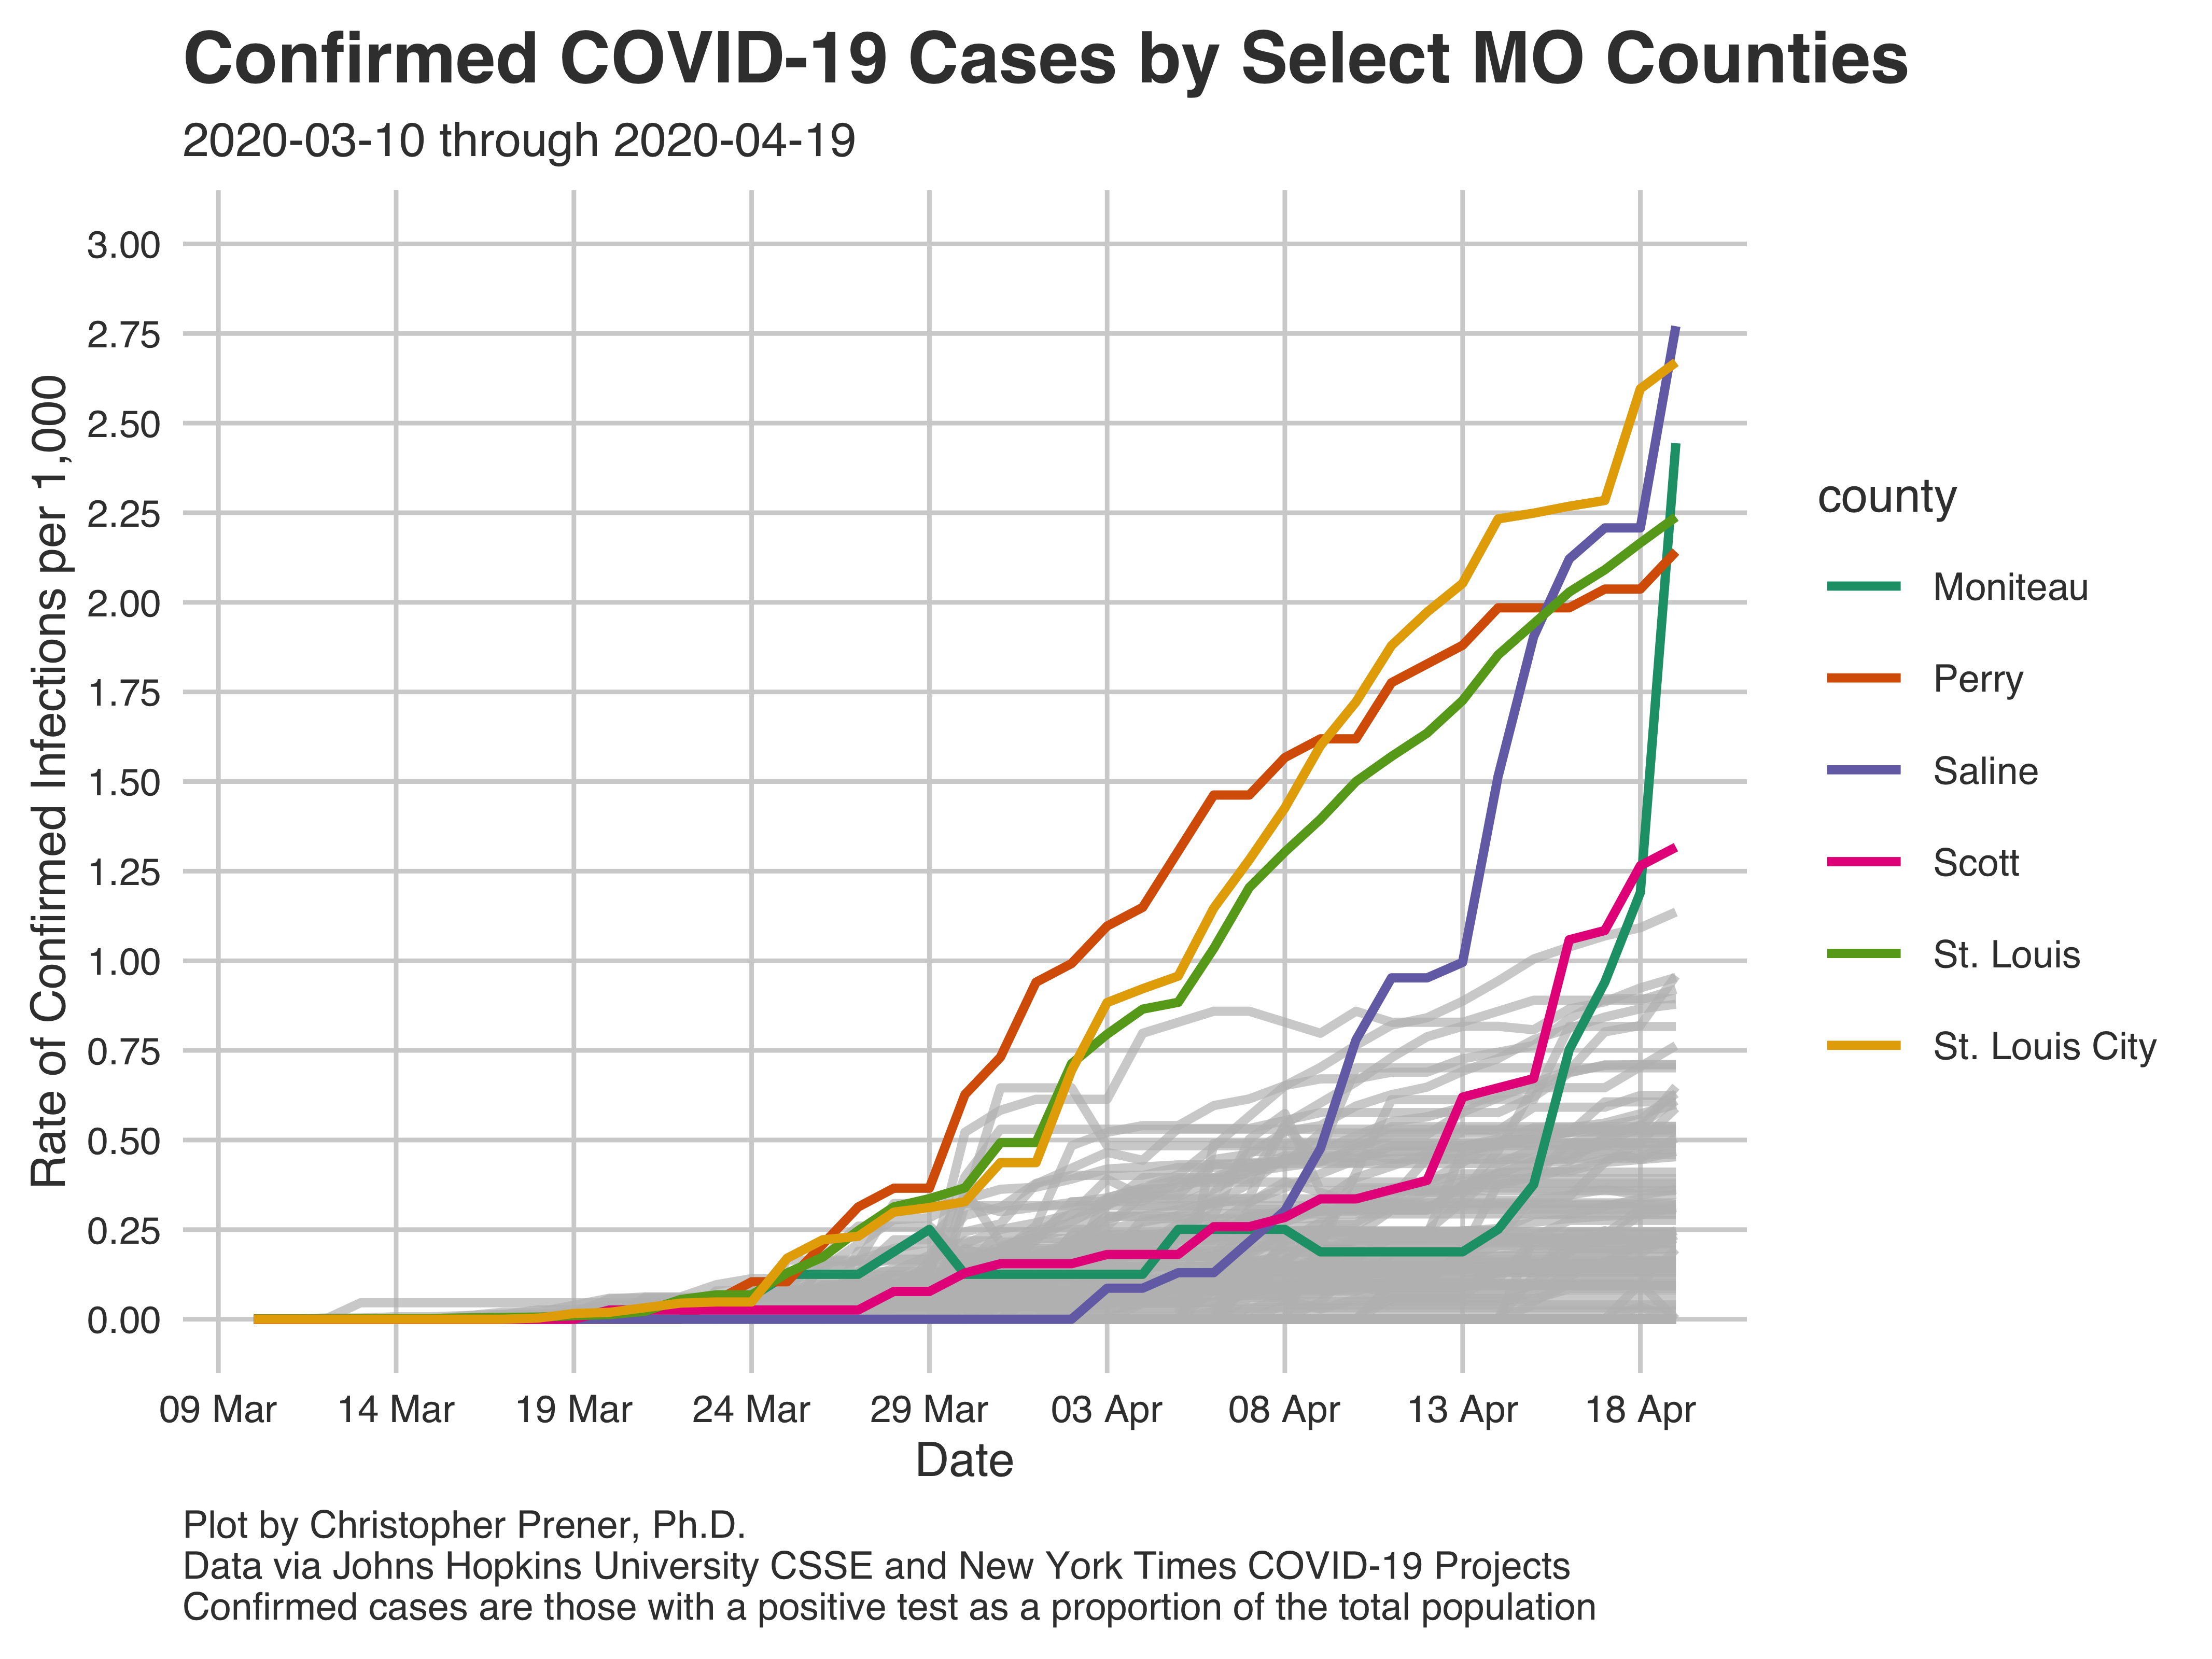 Confirmed COVID-19 Cases by Select MO Counties
2020-03-10 through 2020-04-19
Rate of Confirmed Infections per 1,000
3.00
2.75
2.50
2.25
2.00
1.75
1.50
1.25
1.00
0.75
0.50
0.25
0.00
09 Mar
14 Mar
19 Mar
24 Mar
29 Mar
03 Apr
08 Apr
13 Apr
18 Apr
Date
county
Moniteau
Perry
Saline
Scott
St. Louis
St. Louis City
Plot by Christopher Prener, Ph.D.
Data via Johns Hopkins University CSSE and New York Times COVID-19 Projects
Confirmed cases are those with a positive test as a proportion of the total population